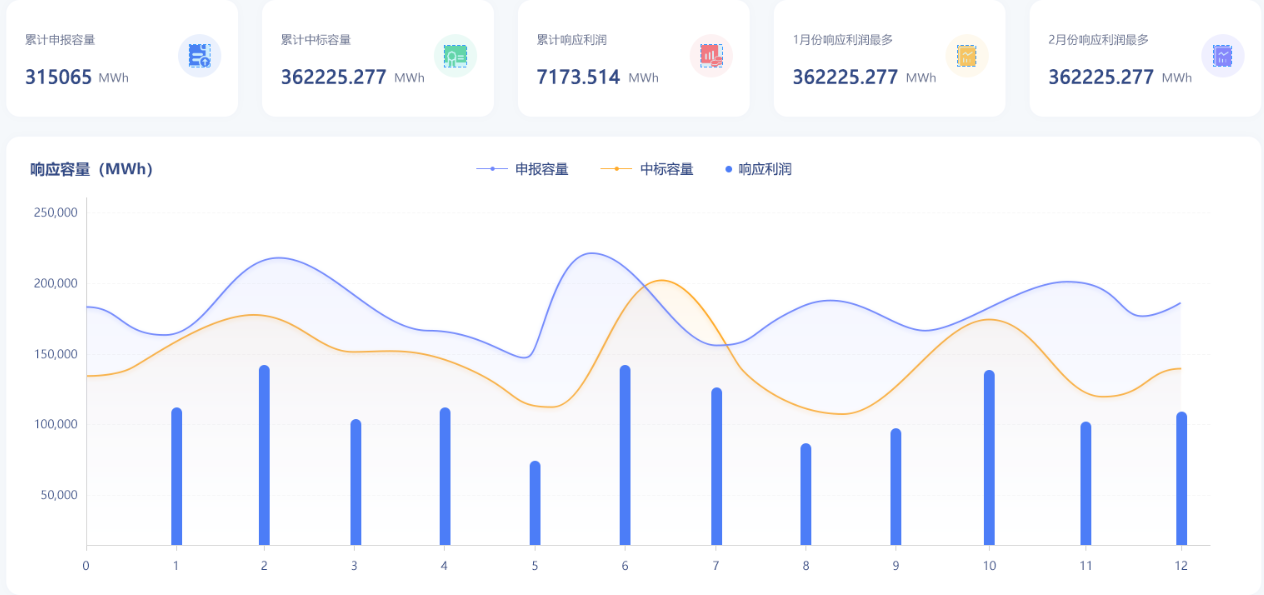 累计申报容量
315065 MWh
累计中标容量
362225.277 MWh
累计响应利润
7173.514 MWh
1月份响应利润最多
362225.277 MWh
2月份响应利润最多
362225.277 MWh
响应容量（MWh）
申报容量 中标容量 响应利润
250,000
200,000
150,000
100,000
50,000
0 1 2 3 4 5 6 7 8 9 10 11 12